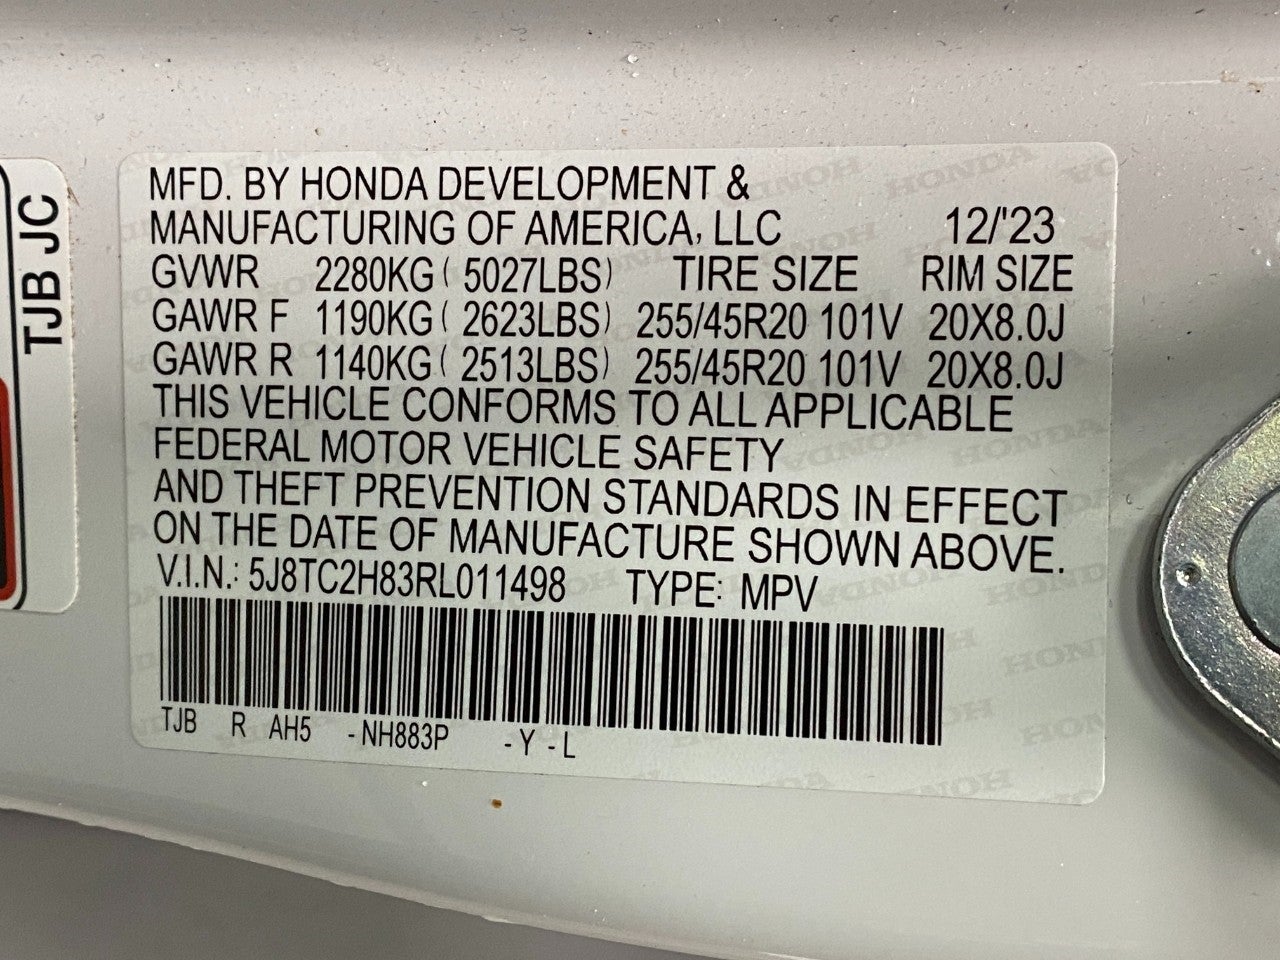 TJB JC
MFD. BY HONDA DEVELOPMENT &
MANUFACTURING OF AMERICA, LLC 12/'23
GVWR 2280KG ( 5027LBS) TIRE SIZE RIM SIZE
GAWR F 1190KG ( 2623LBS) 255/45R20 101V 20X8.0J
GAWR R 1140KG ( 2513LBS) 255/45R20 101V 20X8.0J
THIS VEHICLE CONFORMS TO ALL APPLICABLE
FEDERAL MOTOR VEHICLE SAFETY
AND THEFT PREVENTION STANDARDS IN EFFECT
ON THE DATE OF MANUFACTURE SHOWN ABOVE.
V.I.N.: 5J8TC2H83RL011498 TYPE: MPV
TJB R AH5 -NH883P -Y-L